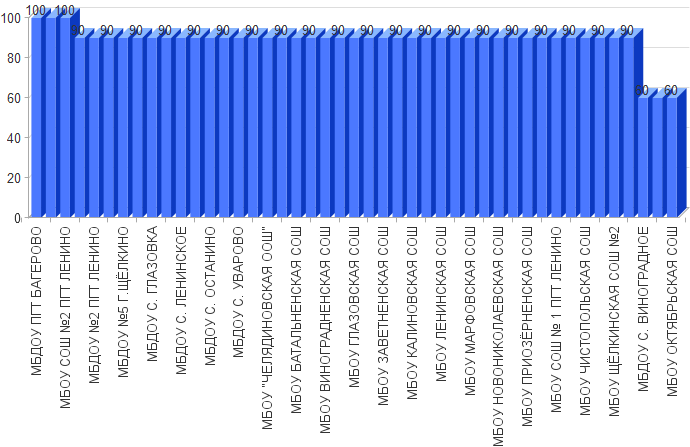 100
80
60
40
20
0
100 100 90 90 90 90 90 90 90 90 90 90 90 90 90 90 90 90 90 90 90 90 60 60
МБДОУ ПГТ БАГЕРОВО
МБОУ СОШ №2 ПГТ ЛЕНИНО
МБДОУ №2 ПГТ ЛЕНИНО
МБДОУ №5 Г.ЩЁЛКИНО
МБДОУ С. ГЛАЗОВКА
МБДОУ С. ЛЕНИНСКОЕ
МБДОУ С. ОСТАНИНО
МБДОУ С. УВАРОВО
МБОУ "ЧЕЛЯДИНОВСКАЯ ООШ"
МБОУ БАТАЛЬНЕНСКАЯ СОШ
МБОУ ВИНОГРАДНЕНСКАЯ СОШ
МБОУ ГЛАЗОВСКАЯ СОШ
МБОУ ЗАВЕТНЕНСКАЯ СОШ
МБОУ КАЛИНОВСКАЯ СОШ
МБОУ ЛЕНИНСКАЯ СОШ
МБОУ МАРФОВСКАЯ СОШ
МБОУ НОВОНИКОЛАЕВСКАЯ СОШ
МБОУ ПРИОЗЁРНЕНСКАЯ СОШ
МБОУ СОШ № 1 ПГТ ЛЕНИНО
МБОУ ЧИСТОПОЛЬСКАЯ СОШ
МБОУ ЩЁЛКИНСКАЯ СОШ №2
МБДОУ С. ВИНОГРАДНОЕ
МБОУ ОКТЯБРЬСКАЯ СОШ